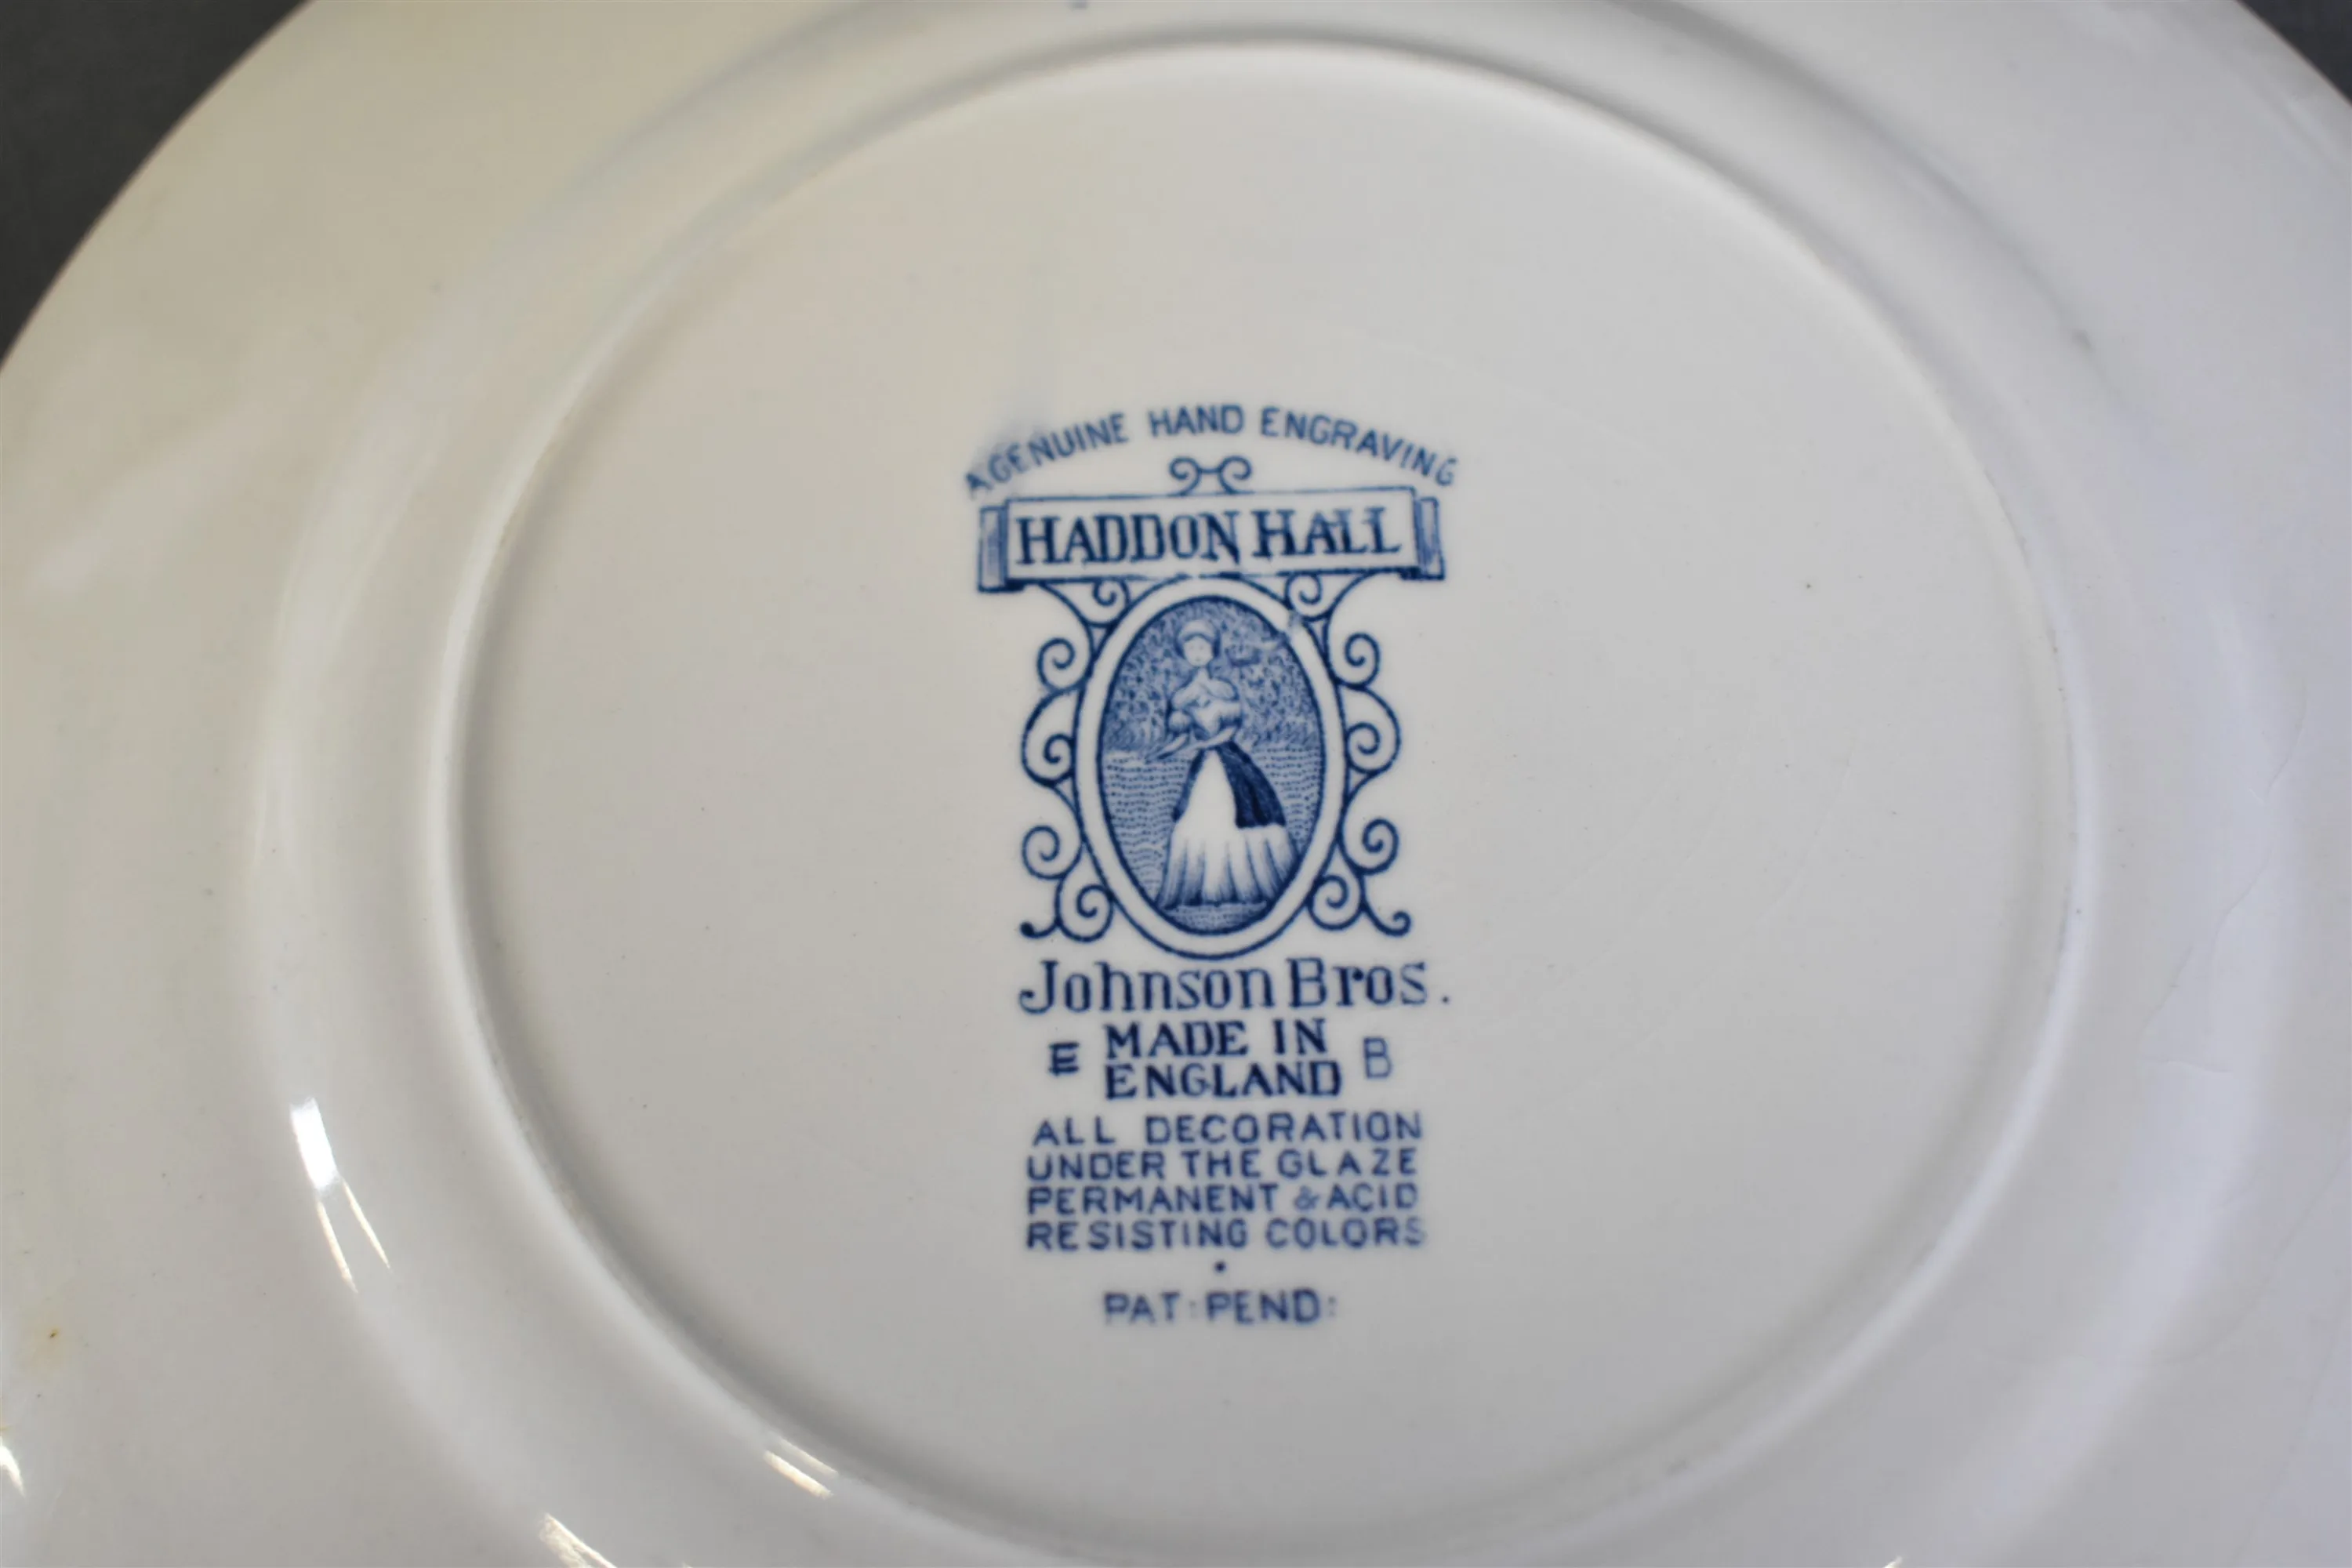 A GENUINE HAND ENGRAVING
HADDON HALL
Johnson Bros.
E MADE IN B
ENGLAND
ALL DECORATION
UNDER THE GLAZE
PERMANENT & ACID
RESISTING COLORS
PAT: PEND: